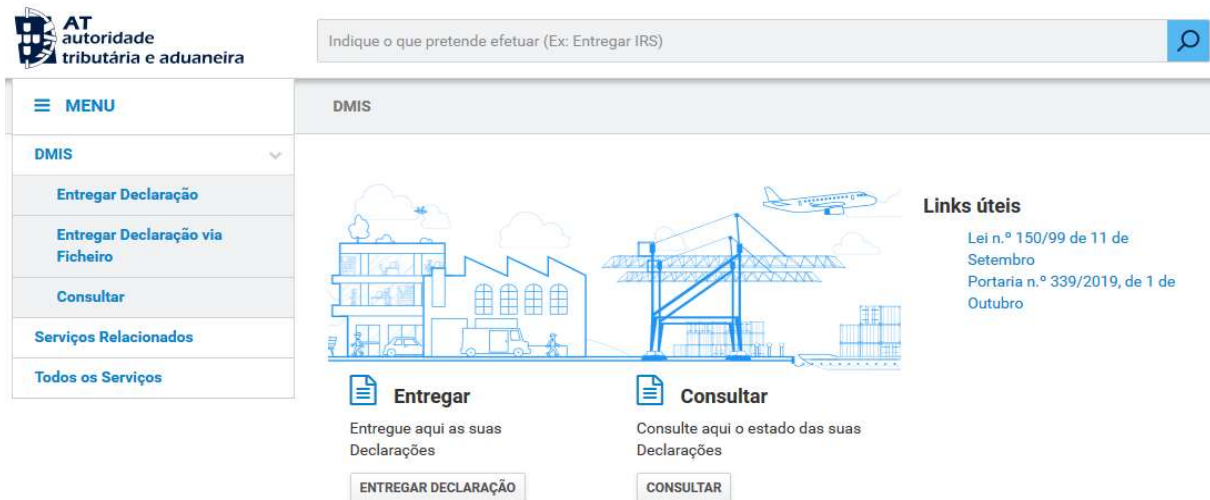 AT
autoridade
tributária e aduaneira
Indique o que pretende efetuar (Ex: Entregar IRS)
MENU
DMIS
DMIS
Entregar Declaração
Entregar Declaração via
Ficheiro
Consultar
Serviços Relacionados
Todos os Serviços
Entregar
Entregue aqui as suas
Declarações
ENTREGAR DECLARAÇÃO
Consultar
Consulte aqui o estado das suas
Declarações
CONSULTAR
Links úteis
Lei n.º 150/99 de 11 de
Setembro
Portaria n.º 339/2019, de 1 de
Outubro